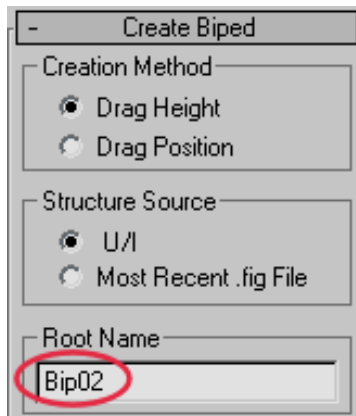 - Create Biped
Creation Method
Drag Height
Drag Position
Structure Source
U/I
Most Recent .fig File
Root Name
Bip02